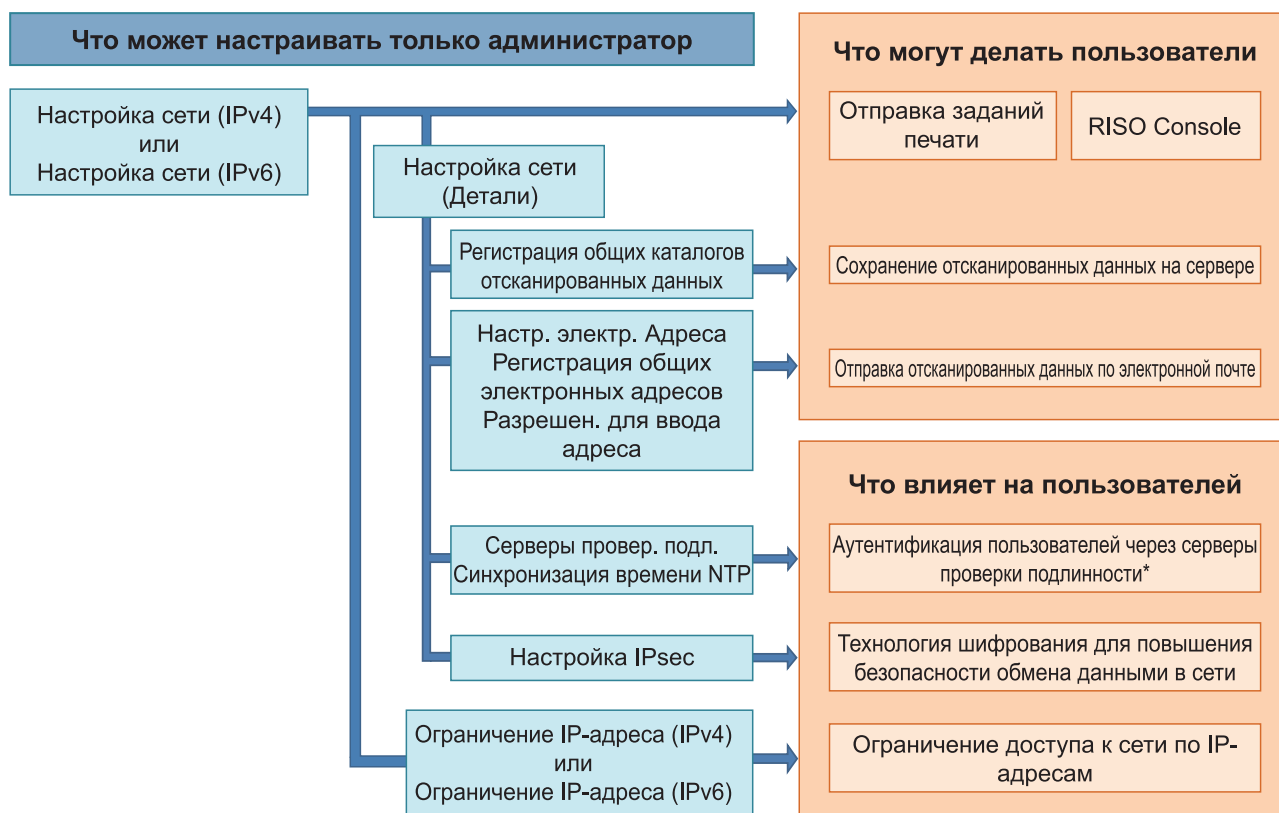 Что может настраивать только администратор
Что могут делать пользователи
Настройка сети (IPv4)
или
Настройка сети (IPv6)
Отправка заданий
печати
RISO Console
Настройка сети
(Детали)
Регистрация общих каталогов
отсканированных данных
Сохранение отсканированных данных на сервере
Настр. электр. Адреса
Регистрация общих
электронных адресов
Разрешен. для ввода
адреса
Отправка отсканированных данных по электронной почте
Что влияет на пользователей
Серверы провер. подл.
Синхронизация времени NTP
Аутентификация пользователей через серверы
проверки подлинности*
Настройка IPsec
Технология шифрования для повышения
безопасности обмена данными в сети
Ограничение IP-адреса (IPv4)
или
Ограничение IP-адреса (IPv6)
Ограничение доступа к сети по IP-
адресам